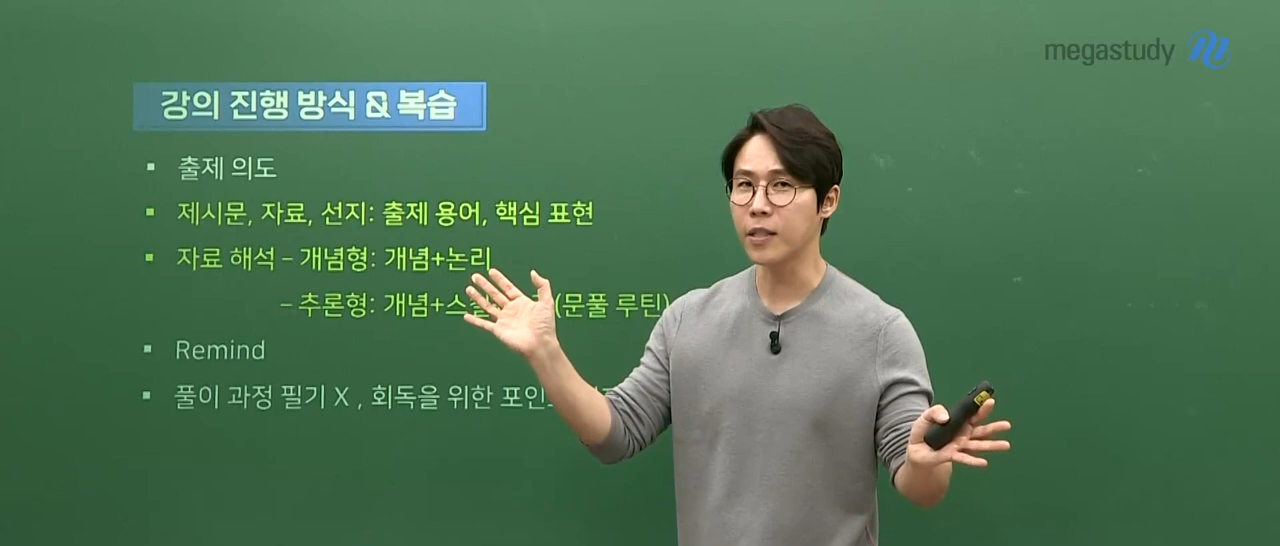 megastudy
강의 진행 방식 & 복습
▪ 출제 의도
▪ 제시문, 자료, 선지: 출제 용어, 핵심 표현
▪ 자료 해석 – 개념형: 개념+논리
– 추론형: 개념+ (문풀 루틴)
▪ Remind
▪ 풀이 과정 필기 X , 회독을 위한